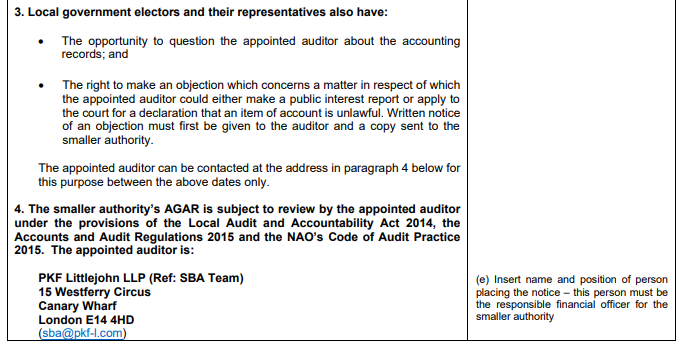 3. Local government electors and their representatives also have:
• The opportunity to question the appointed auditor about the accounting
records; and
• The right to make an objection which concerns a matter in respect of which
the appointed auditor could either make a public interest report or apply to
the court for a declaration that an item of account is unlawful. Written notice
of an objection must first be given to the auditor and a copy sent to the
smaller authority.
The appointed auditor can be contacted at the address in paragraph 4 below for
this purpose between the above dates only.
4. The smaller authority's AGAR is subject to review by the appointed auditor
under the provisions of the Local Audit and Accountability Act 2014, the
Accounts and Audit Regulations 2015 and the NAO's Code of Audit Practice
2015. The appointed auditor is:
PKF Littlejohn LLP (Ref: SBA Team)
15 Westferry Circus
Canary Wharf
London E14 4HD
(sba@pkf-l.com)
(e) Insert name and position of person
placing the notice – this person must be
the responsible financial officer for the
smaller authority